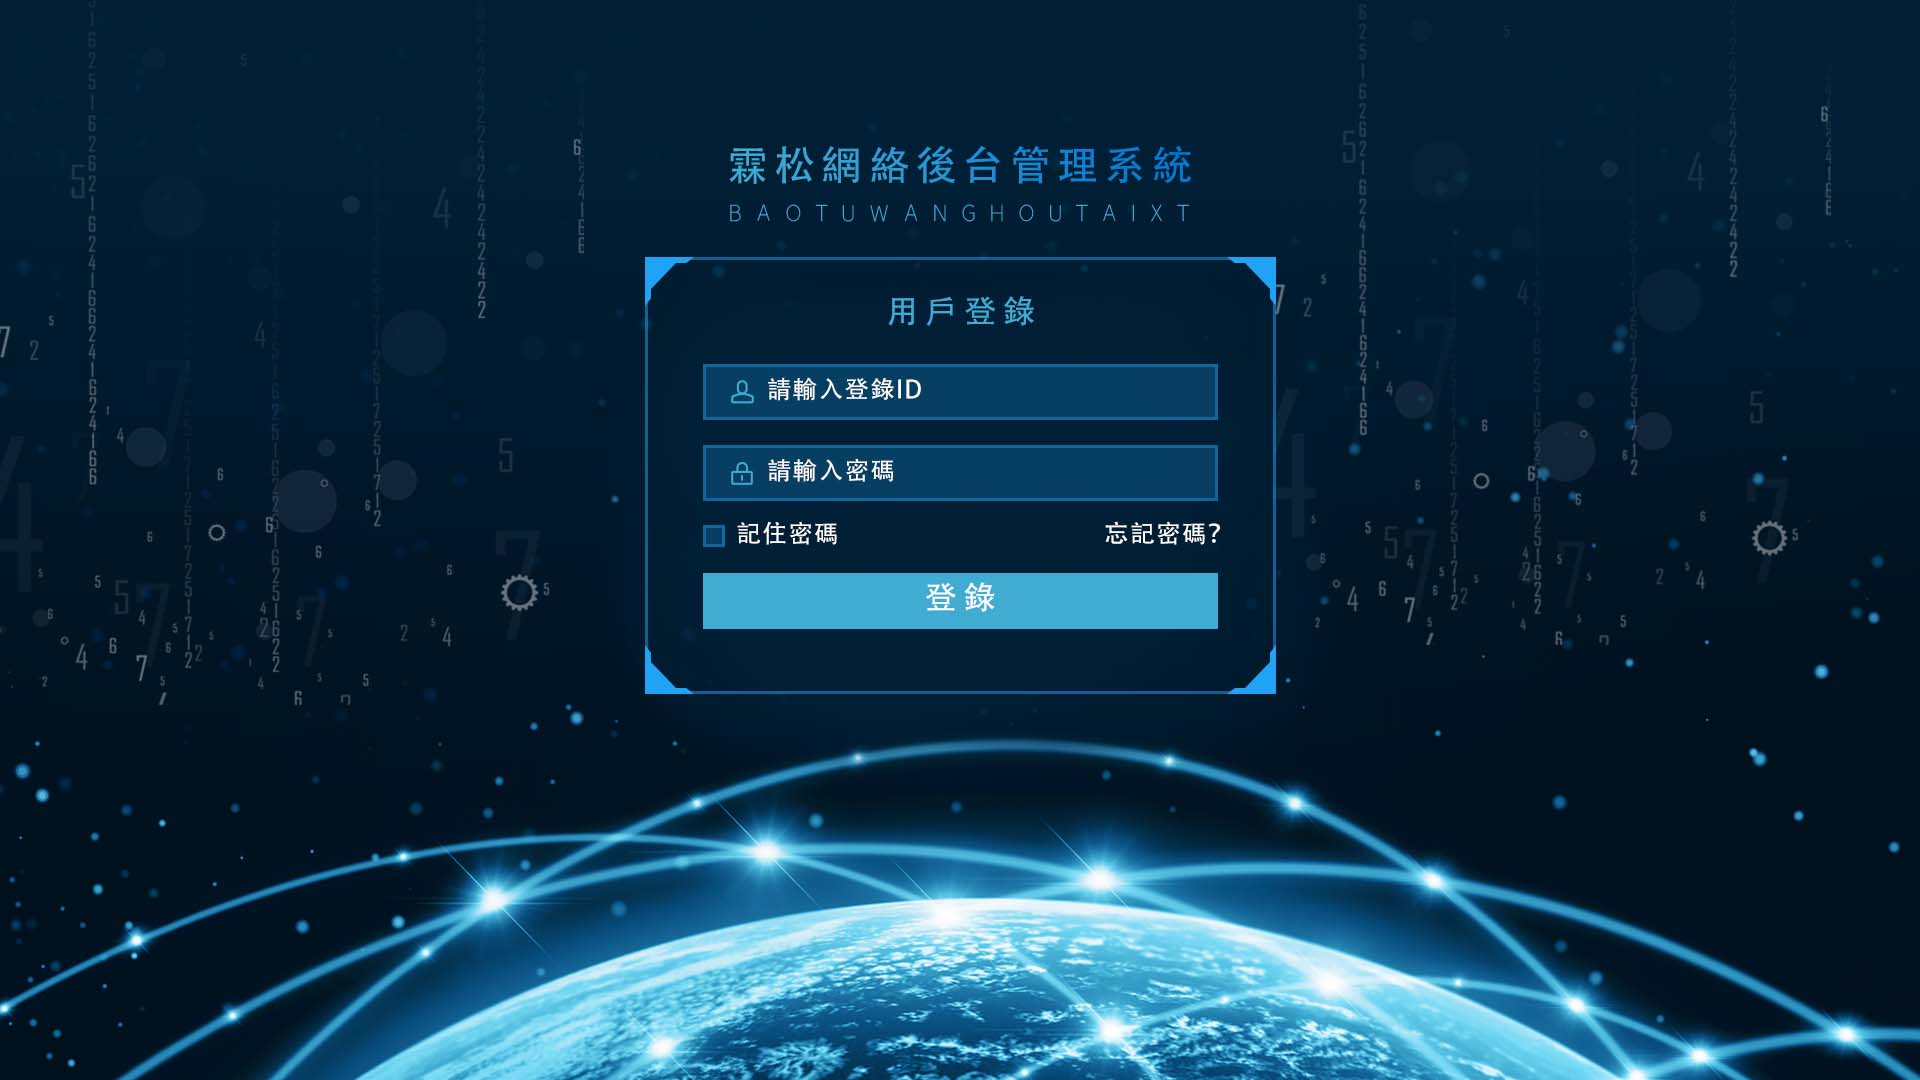 霖松網絡後台管理系統
BAOTUWANGHOUTAIXT
用戶登錄
請輸入登錄ID
請輸入密碼
記住密碼 忘記密碼?
登錄